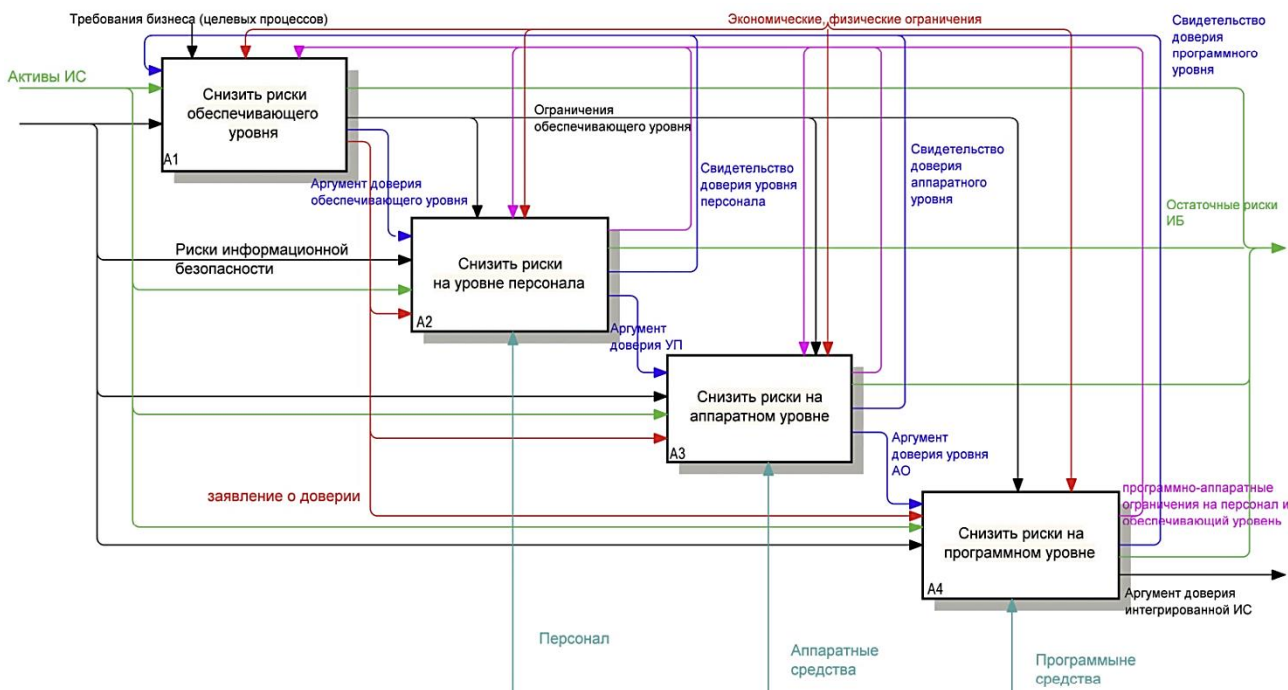 Требования бизнеса (целевых процессов)
Экономические, физические ограничения
Свидетельство
доверия
программного
уровня
Активы ИС
Снизить риски
обеспечивающего
уровня
A1
Ограничения
обеспечивающего уровня
Аргумент доверия
обеспечивающего уровня
Свидетельство
доверия уровня
персонала
Свидетельство
доверия
аппаратного
уровня
Остаточные риски
ИБ
Риски информационной
безопасности
Снизить риски
на уровне персонала
A2
Аргумент
доверия УП
Снизить риски на
аппаратном уровне
A3
Аргумент
доверия уровня
АО
заявление о доверии
программно-аппаратные
ограничения на персонал и
обеспечивающий уровень
Снизить риски на
программном уровне
A4
Аргумент доверия
интегрированной ИС
Персонал
Аппаратные
средства
Программыне
средства